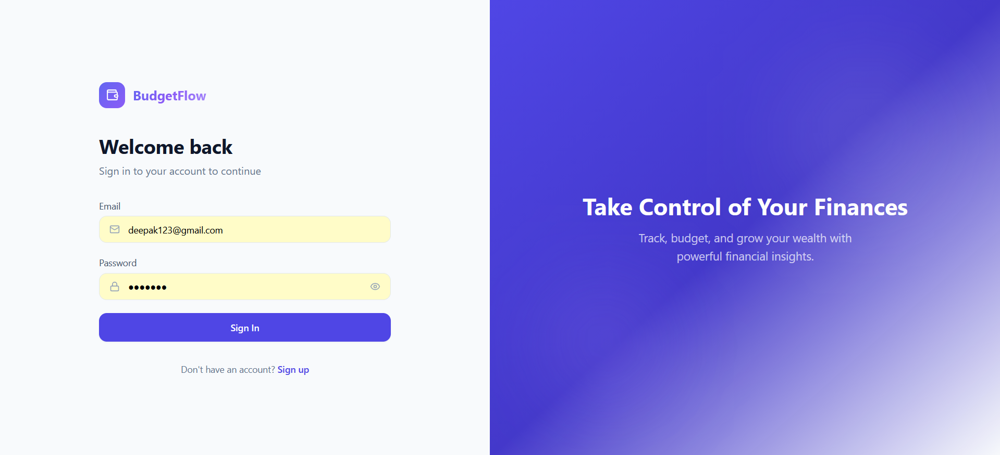 BudgetFlow
Welcome back
Sign in to your account to continue
Email
deepak123@gmail.com
Password
•••••••
Sign In
Don't have an account? Sign up
Take Control of Your Finances
Track, budget, and grow your wealth with
powerful financial insights.